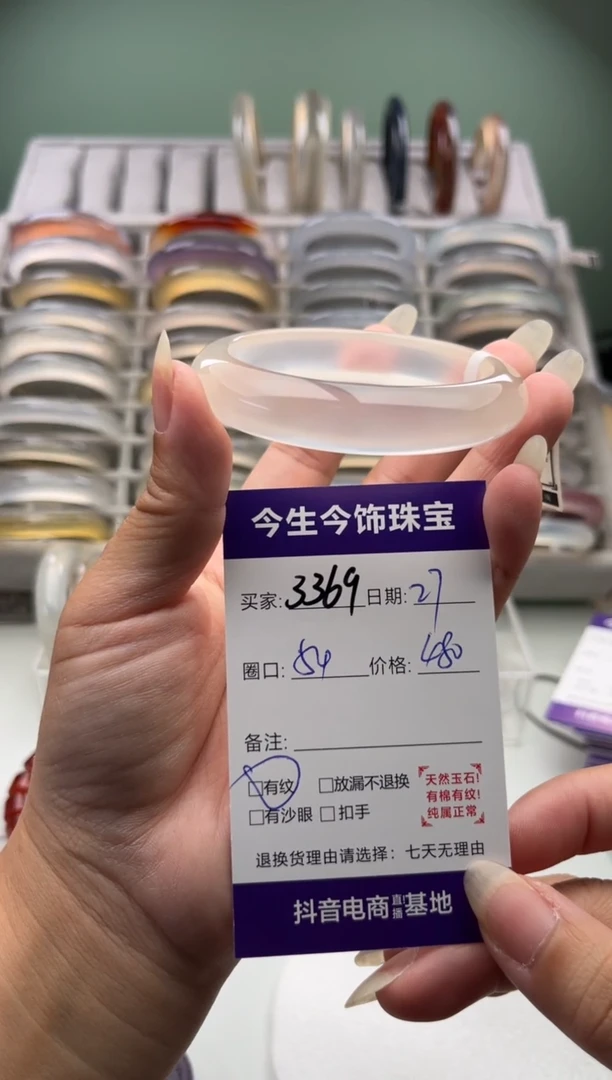 今生今饰珠宝
买家: 3369 日期: 27
圈口: 54 价格: 480
备注:
□有纹 □放漏不退换
□有沙眼 □扣手
天然玉石!
有棉有纹!
纯属正常
退换货理由请选择: 七天无理由
抖音电商直播基地